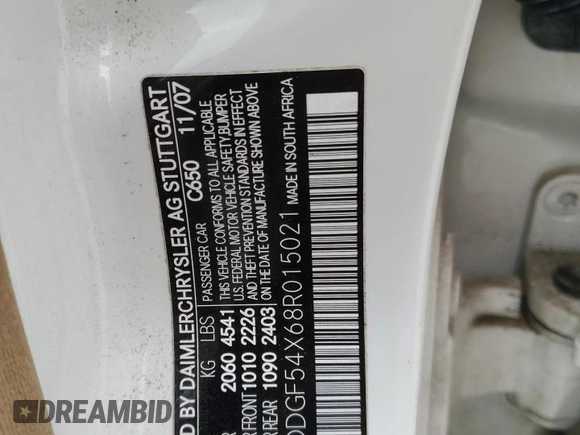 D BY DAIMLERCHRYSLER AG STUTTGART
C650 11/07
KG LBS PASSENGER CAR
2060 4541
FRONT 1010 2226
REAR 1090 2403
THIS VEHICLE CONFORMS TO ALL APPLICABLE
U.S. FEDERAL MOTOR VEHICLE SAFETY, BUMPER
AND THEFT PREVENTION STANDARDS IN EFFECT
ON THE DATE OF MANUFACTURE SHOWN ABOVE
DDGF54X68R015021 MADE IN SOUTH AFRICA
DREAMBID